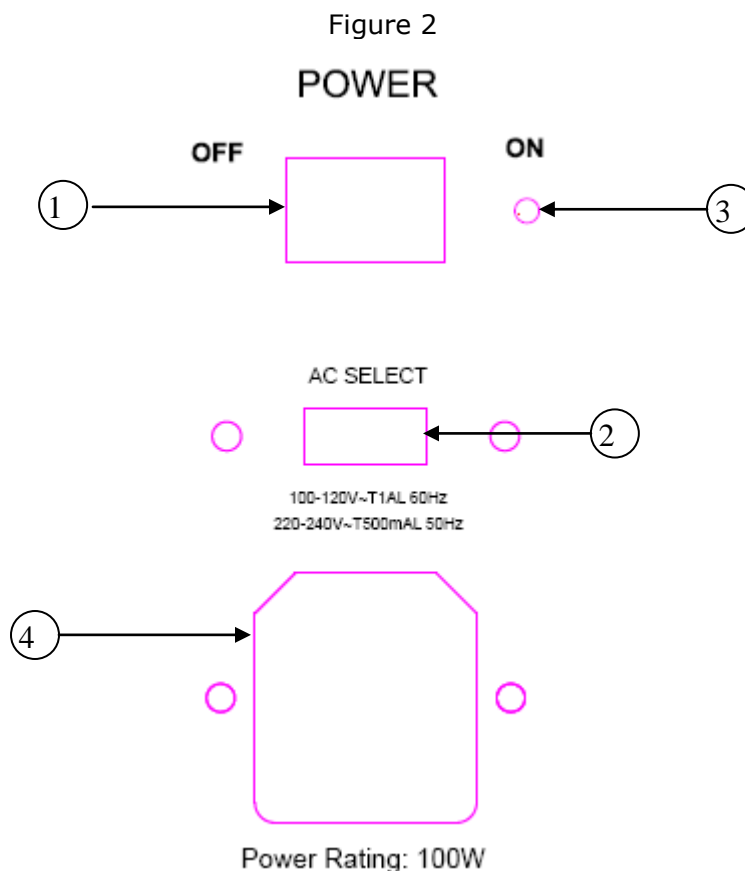 Figure 2
POWER
OFF
ON
1
3
AC SELECT
2
100-120V~T1AL 60Hz
220-240V~T500mAL 50Hz
4
Power Rating: 100W